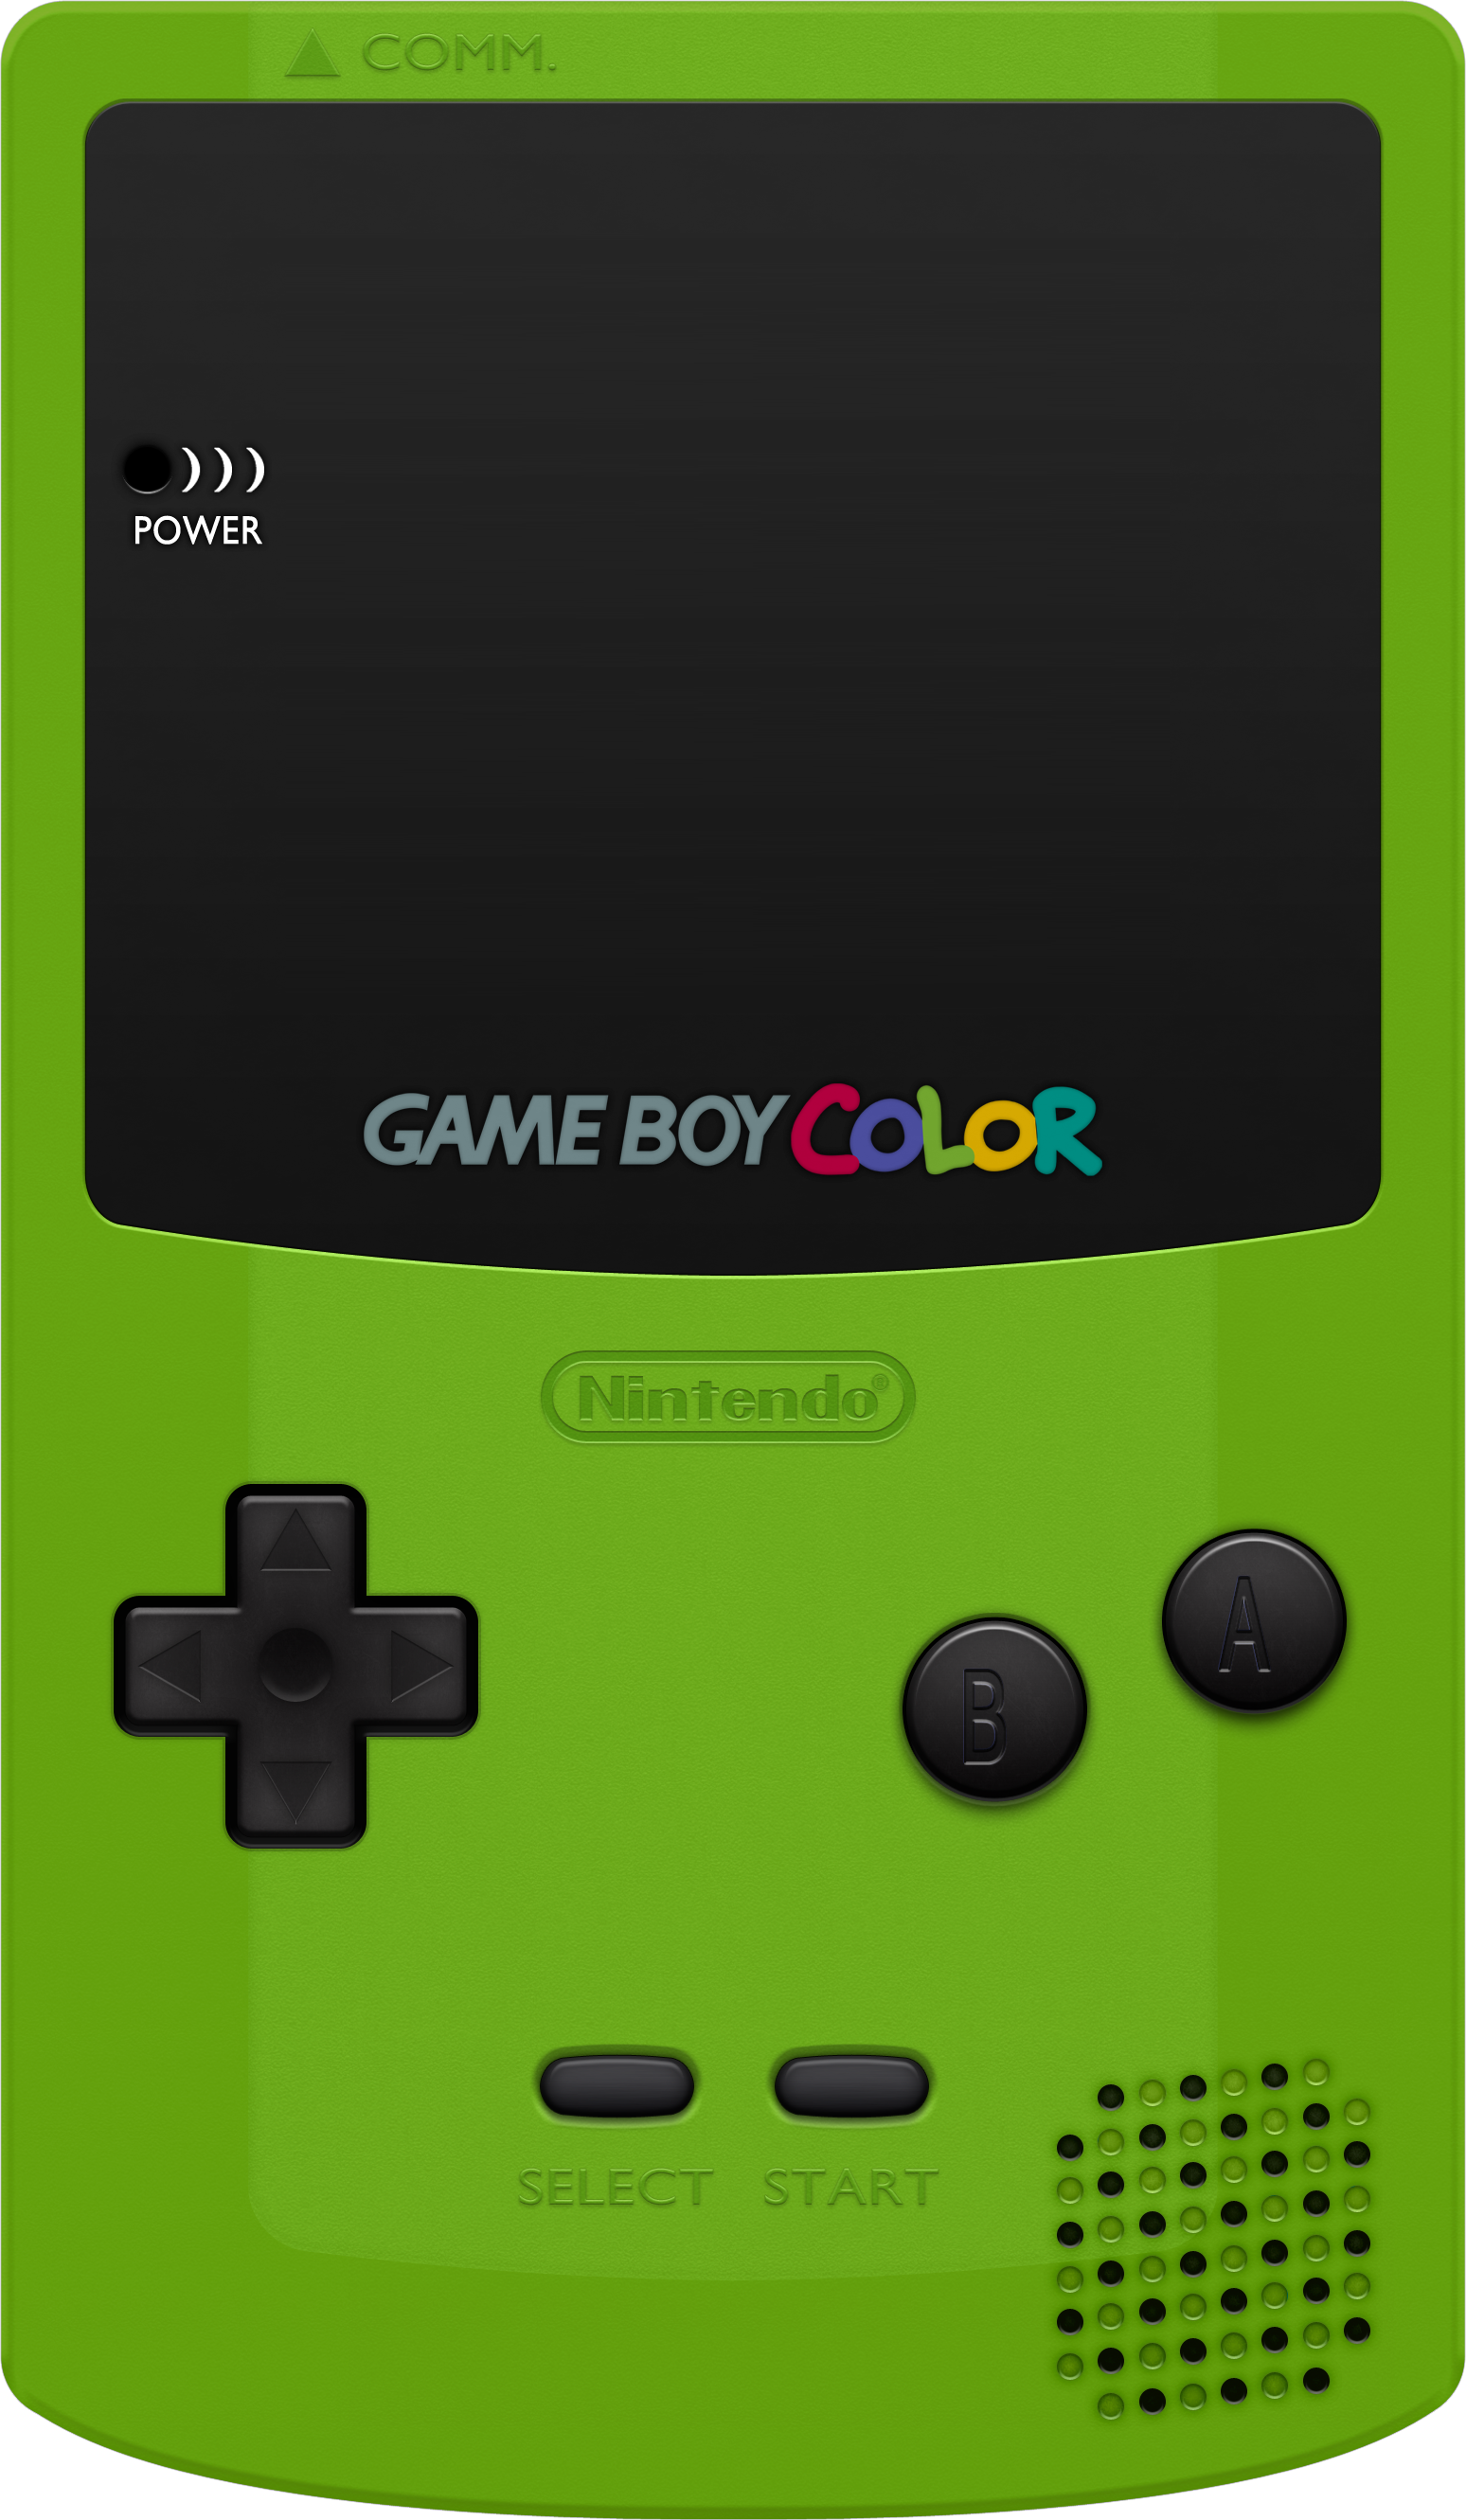 COMM.
POWER
GAME BOY COLOR
Nintendo®
A
B
SELECT START